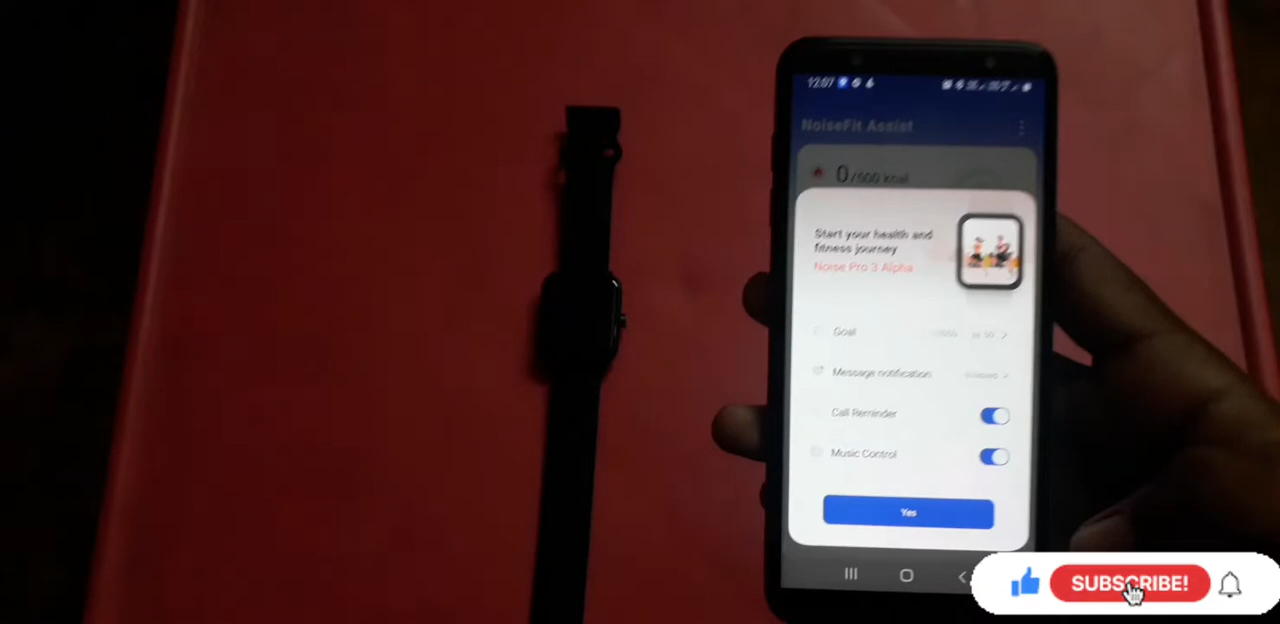 12:07
NoiseFit Assist
0/500 kcal
Start your health and
fitness journey
Noise Pro 3 Alpha
Goal
Message notification
Call Reminder
Music Control
Yes
SUBSCRIBE!